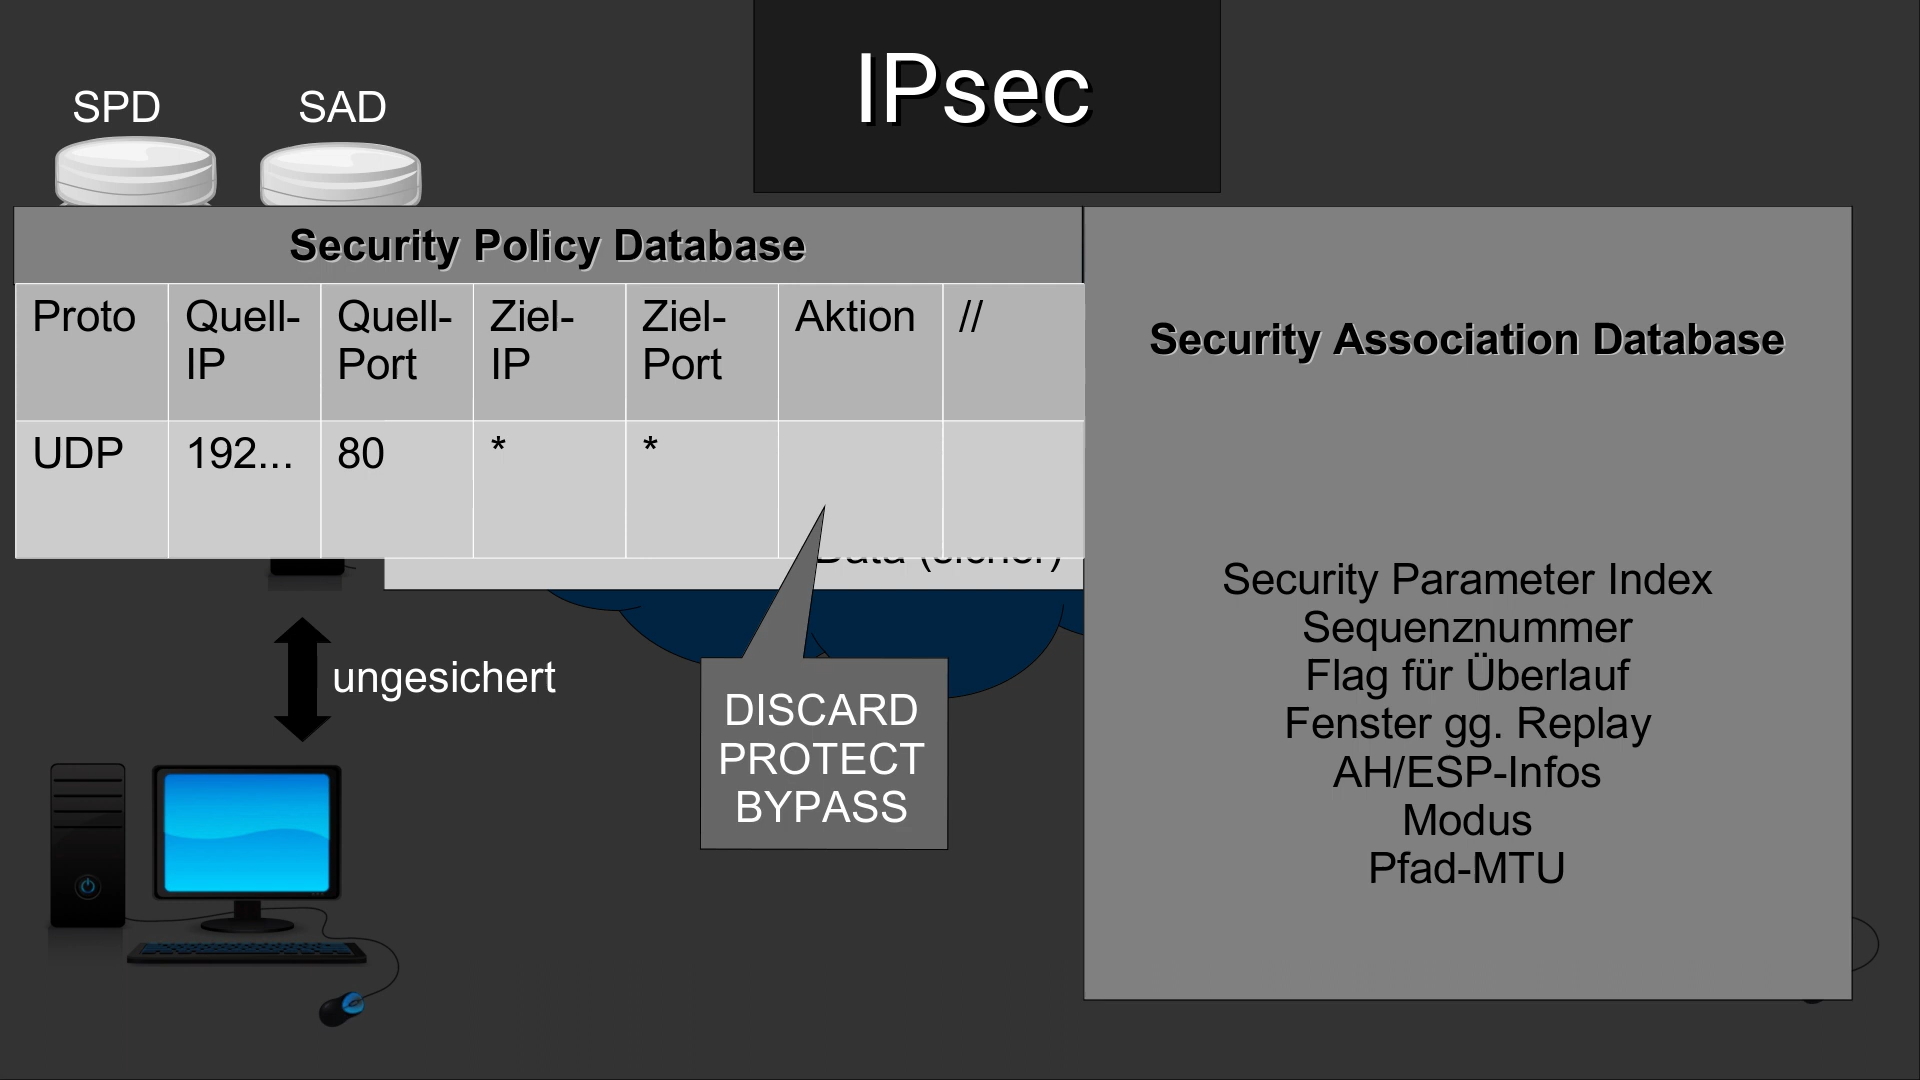 IPsec
SPD SAD
Security Policy Database
Proto Quell-IP Quell-Port Ziel-IP Ziel-Port Aktion //
UDP 192... 80 * *
Data (sicher)
ungesichert
DISCARD
PROTECT
BYPASS
Security Association Database
Security Parameter Index
Sequenznummer
Flag für Überlauf
Fenster gg. Replay
AH/ESP-Infos
Modus
Pfad-MTU